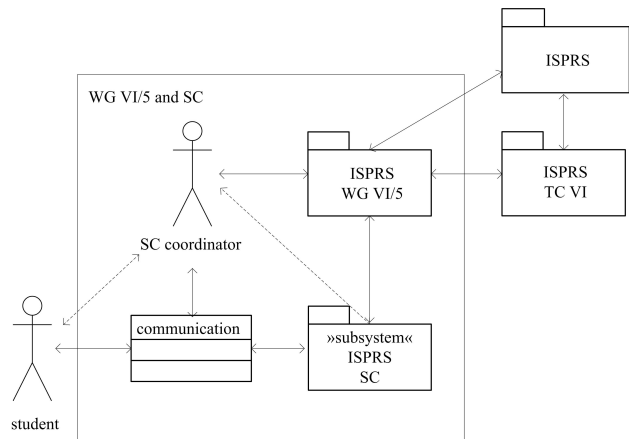 ISPRS
WG VI/5 and SC
ISPRS
WG VI/5
ISPRS
TC VI
SC coordinator
communication
»subsystem«
ISPRS
SC
student